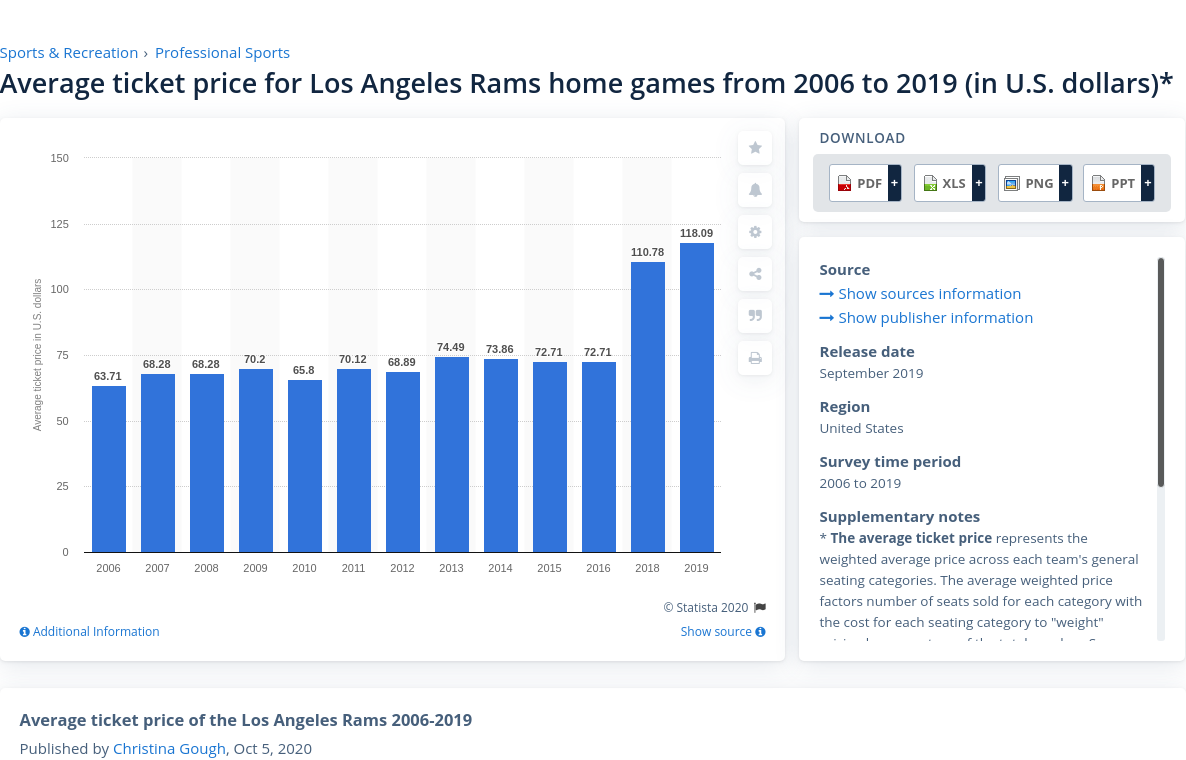 Sports & Recreation › Professional Sports
Average ticket price for Los Angeles Rams home games from 2006 to 2019 (in U.S. dollars)*
150
125
100
75
50
25
0
Average ticket price in U.S. dollars
63.71
68.28
68.28
70.2
65.8
70.12
68.89
74.49
73.86
72.71
72.71
110.78
118.09
2006 2007 2008 2009 2010 2011 2012 2013 2014 2015 2016 2018 2019
© Statista 2020
Additional Information
Show source
DOWNLOAD
PDF + XLS + PNG + PPT +
Source
Show sources information
Show publisher information
Release date
September 2019
Region
United States
Survey time period
2006 to 2019
Supplementary notes
* The average ticket price represents the
weighted average price across each team's general
seating categories. The average weighted price
factors number of seats sold for each category with
the cost for each seating category to "weight"
Average ticket price of the Los Angeles Rams 2006-2019
Published by Christina Gough, Oct 5, 2020